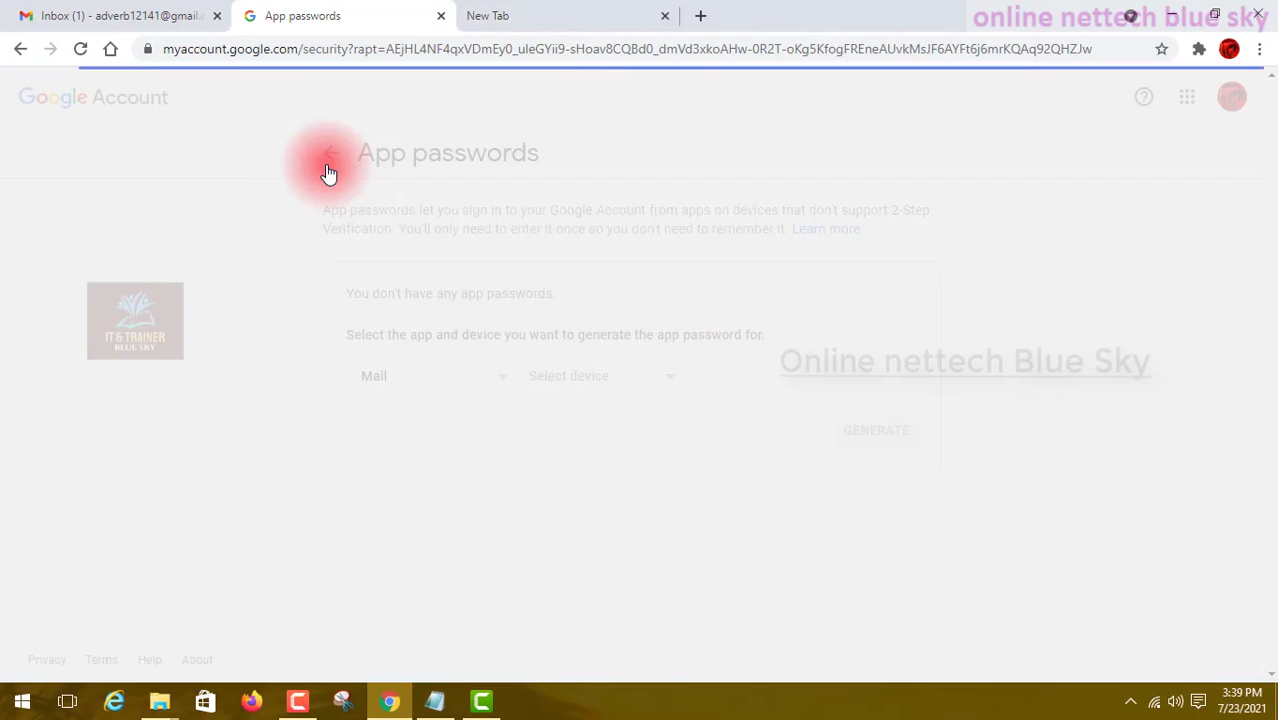 Inbox (1) - adverb12141@gmail.c
App passwords
New Tab
online nettech blue sky
myaccount.google.com/security?rapt=AEjHL4NF4qxVDmEy0_uleGYii9-sHoav8CQBd0_dmVd3xkoAHw-0R2T-oKg5KfogFREneAUvkMsJF6AYFt6j6mrKQAq92QHZJw
Google Account
App passwords
App passwords let you sign in to your Google Account from apps on devices that don't support 2-Step
Verification. You'll only need to enter it once so you don't need to remember it. Learn more
You don't have any app passwords.
Select the app and device you want to generate the app password for.
IT & TRAINER
BLUE SKY
Online nettech Blue Sky
Mail
Select device
GENERATE
Privacy
Terms
Help
About
3:39 PM
7/23/2021